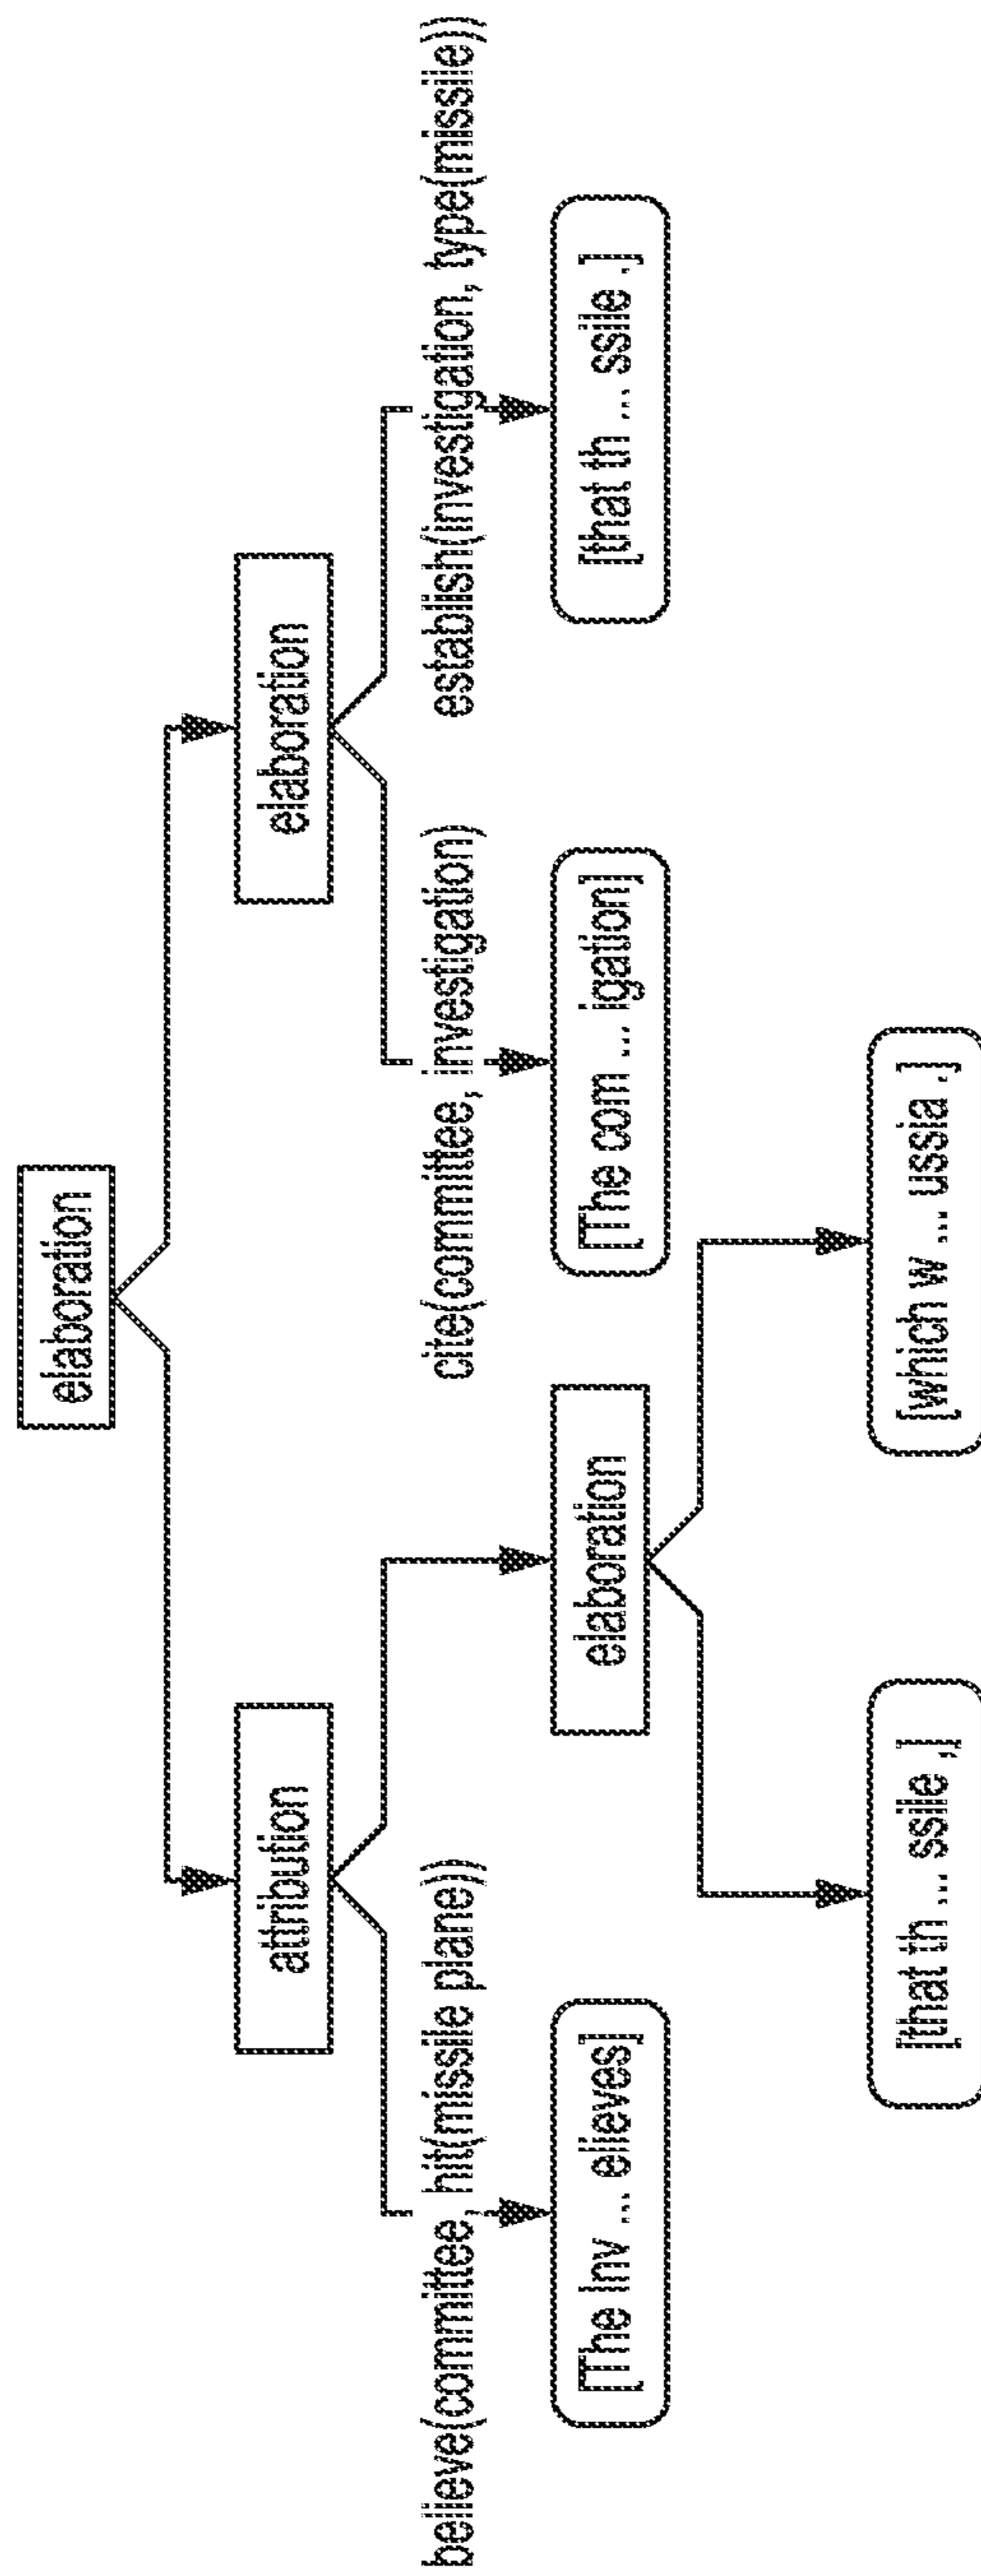 elaboration
attribution
elaboration
believe(committee, hit(missile plane))
cite(committee, investigation)
establish(investigation, type(missile))
[The Inv ... elieves]
elaboration
[The com ... igation]
[that th ... ssile .]
[that th ... ssile ,]
[which w ... ussia .]